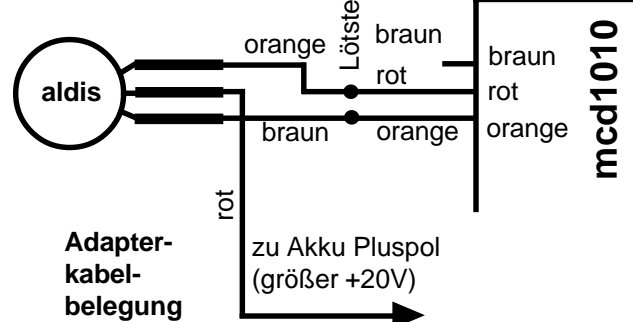 orange
Lötste
braun
braun
aldis
rot
rot
mcd1010
braun
orange
orange
rot
Adapter-
kabel-
belegung
zu Akku Pluspol
(größer +20V)